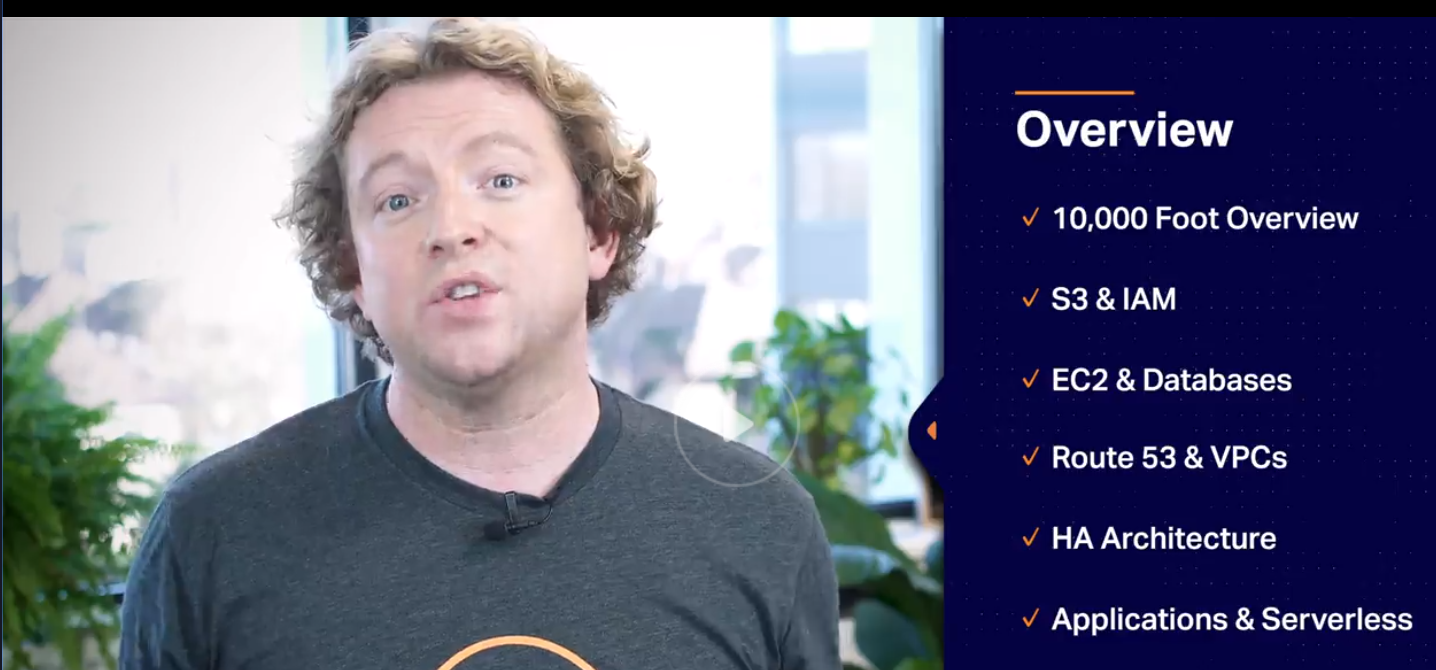 Overview
✓ 10,000 Foot Overview
✓ S3 & IAM
✓ EC2 & Databases
✓ Route 53 & VPCs
✓ HA Architecture
✓ Applications & Serverless